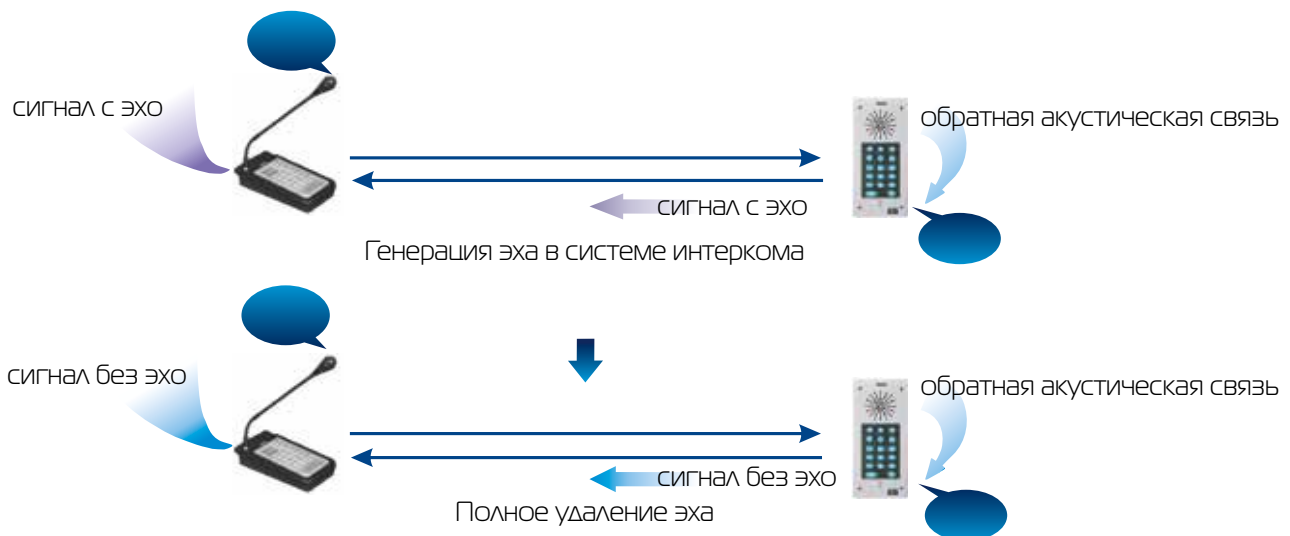 сигнал с эхо
обратная акустическая связь
сигнал с эхо
Генерация эха в системе интеркома
сигнал без эхо
обратная акустическая связь
сигнал без эхо
Полное удаление эха